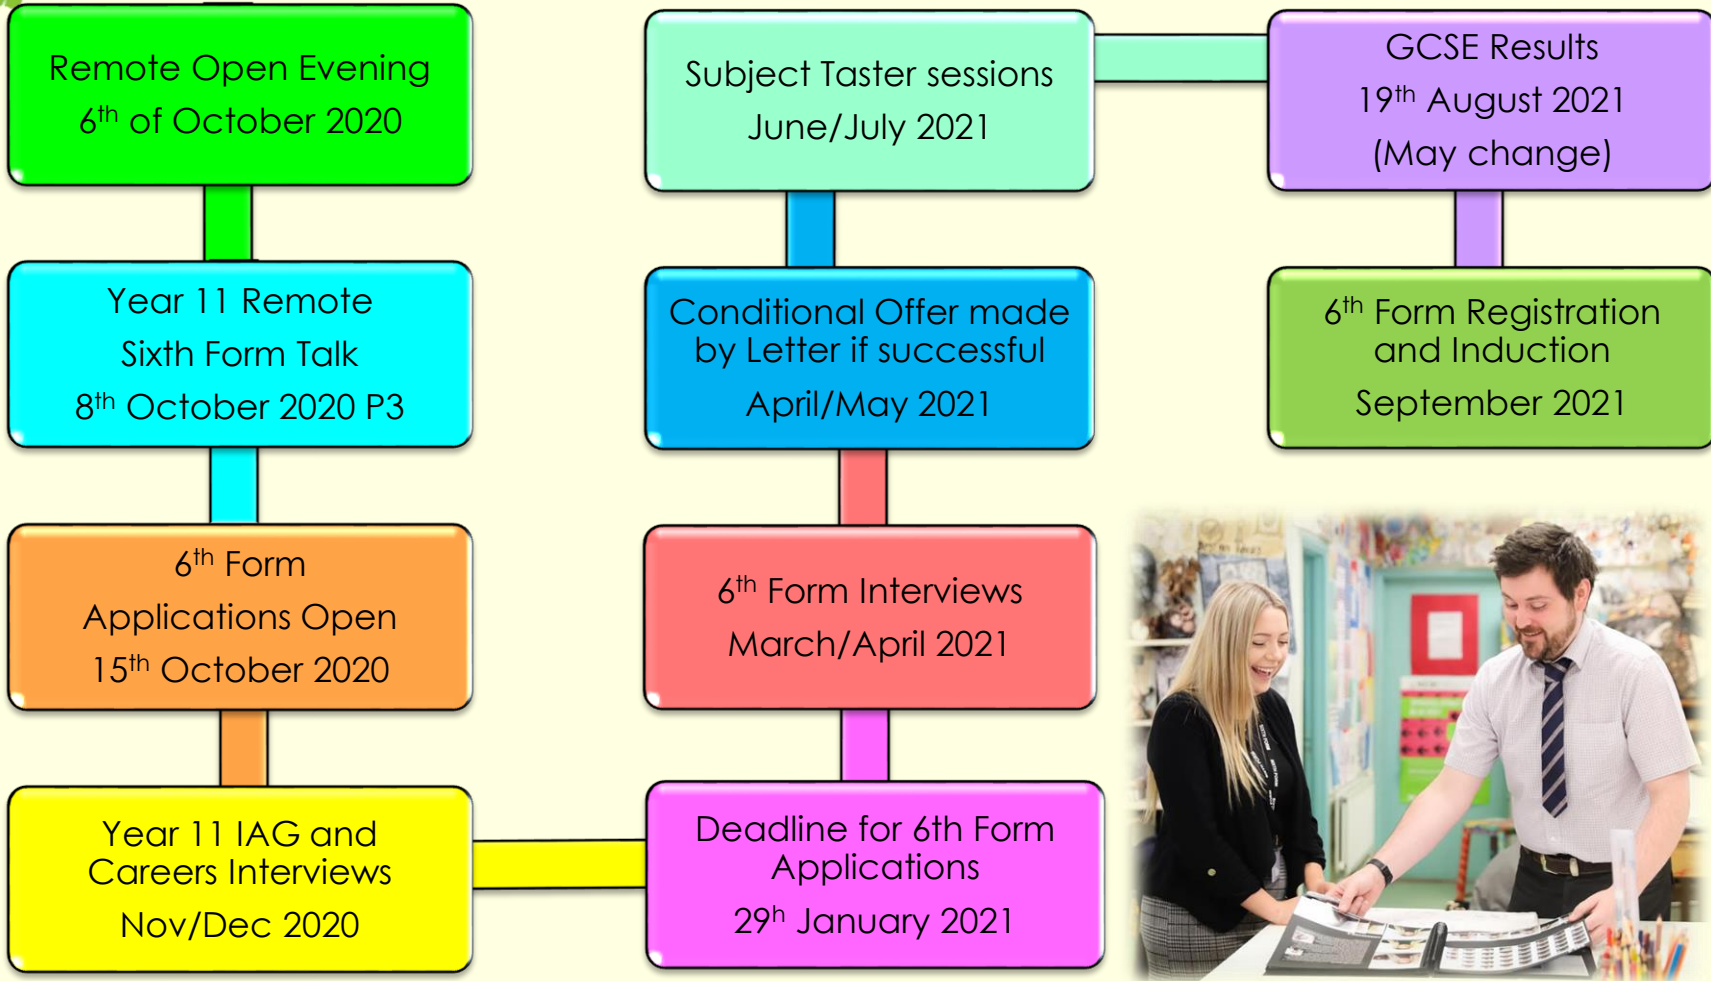 Remote Open Evening
6th of October 2020
Year 11 Remote
Sixth Form Talk
8th October 2020 P3
6th Form
Applications Open
15th October 2020
Year 11 IAG and
Careers Interviews
Nov/Dec 2020
Deadline for 6th Form
Applications
29h January 2021
6th Form Interviews
March/April 2021
Conditional Offer made
by Letter if successful
April/May 2021
Subject Taster sessions
June/July 2021
GCSE Results
19th August 2021
(May change)
6th Form Registration
and Induction
September 2021